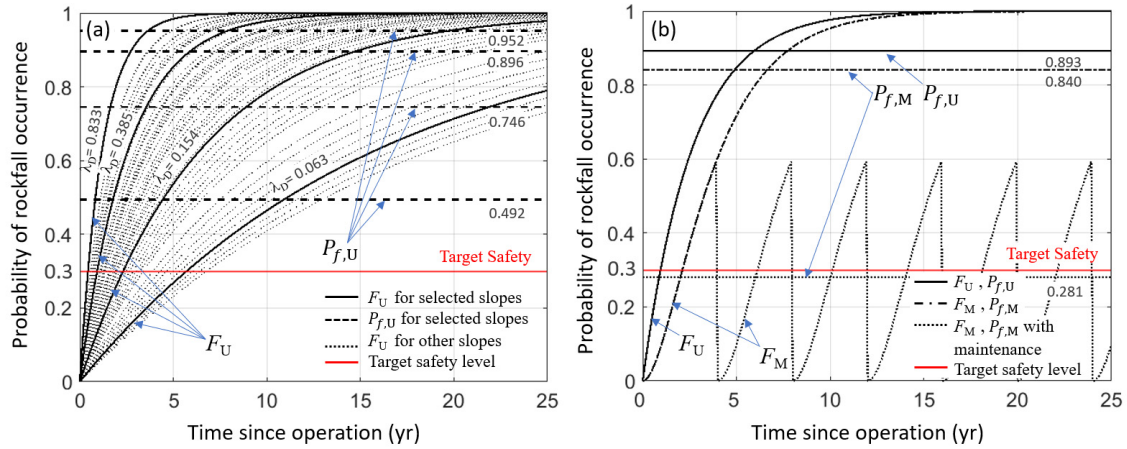 (a)
Probability of rockfall occurrence
1
0.8
0.6
0.4
0.3
0.2
0
λD= 0.833
λD= 0.385
λD= 0.154
λD= 0.063
0.952
0.896
0.746
0.492
Pf,U
Target Safety
FU
FU for selected slopes
Pf,U for selected slopes
FU for other slopes
Target safety level
0 5 10 15 20 25
Time since operation (yr)
(b)
Probability of rockfall occurrence
1
0.8
0.6
0.4
0.3
0.2
0
0.893
0.840
Pf,M Pf,U
Target Safety
0.281
FU
FM
FU , Pf,U
FM , Pf,M
FM , Pf,M with
maintenance
Target safety level
0 5 10 15 20 25
Time since operation (yr)